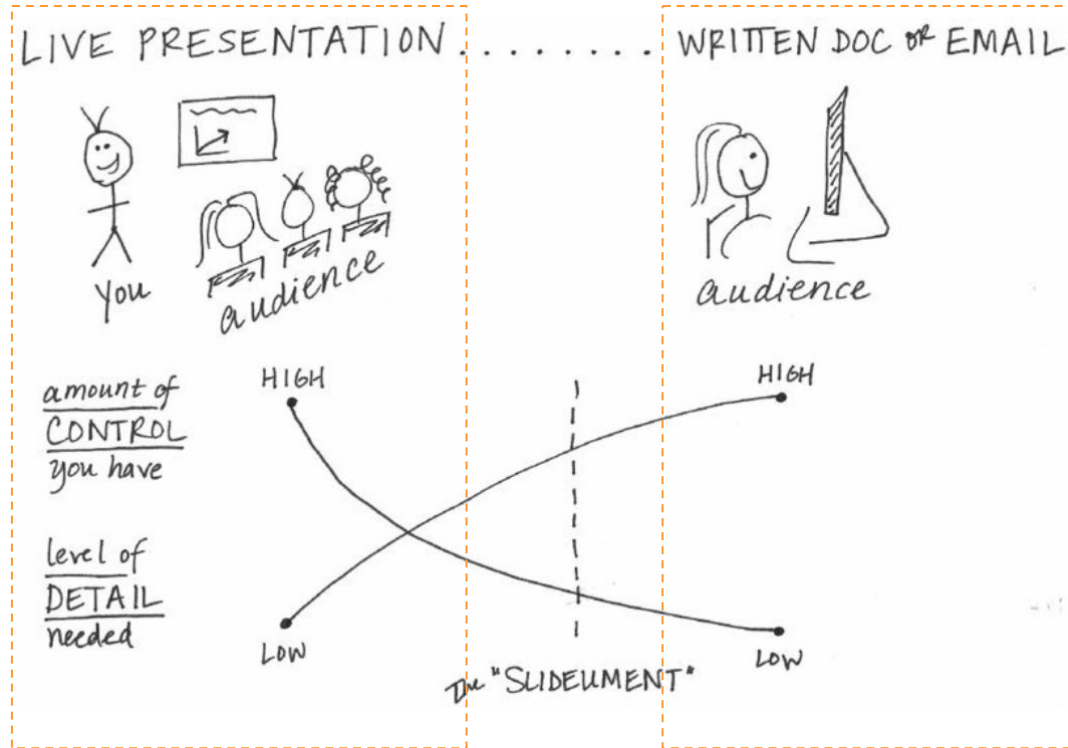 LIVE PRESENTATION ........ WRITTEN DOC OR EMAIL
you
audience
audience
amount of
CONTROL
you have
HIGH
HIGH
level of
DETAIL
needed
LOW
LOW
The "SLIDEUMENT"